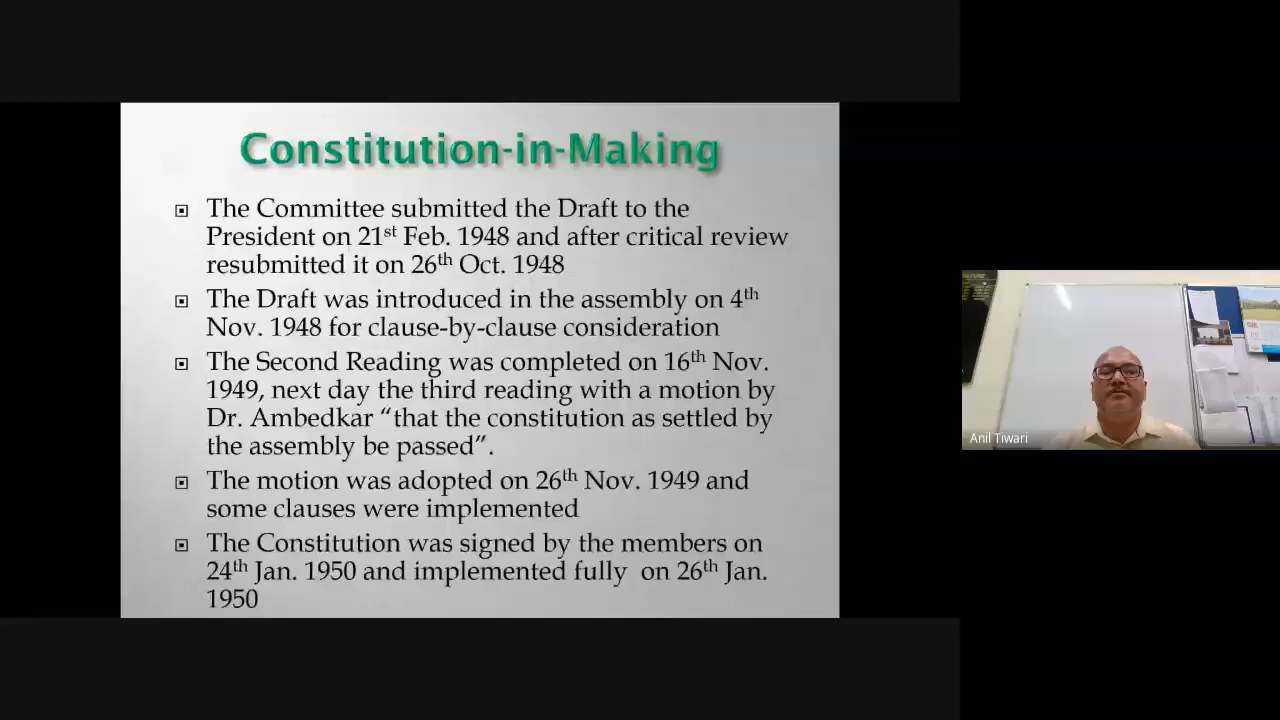 Constitution-in-Making
The Committee submitted the Draft to the
President on 21st Feb. 1948 and after critical review
resubmitted it on 26th Oct. 1948
The Draft was introduced in the assembly on 4th
Nov. 1948 for clause-by-clause consideration
The Second Reading was completed on 16th Nov.
1949, next day the third reading with a motion by
Dr. Ambedkar “that the constitution as settled by
the assembly be passed”.
The motion was adopted on 26th Nov. 1949 and
some clauses were implemented
The Constitution was signed by the members on
24th Jan. 1950 and implemented fully  on 26th Jan.
1950
Anil Tiwari